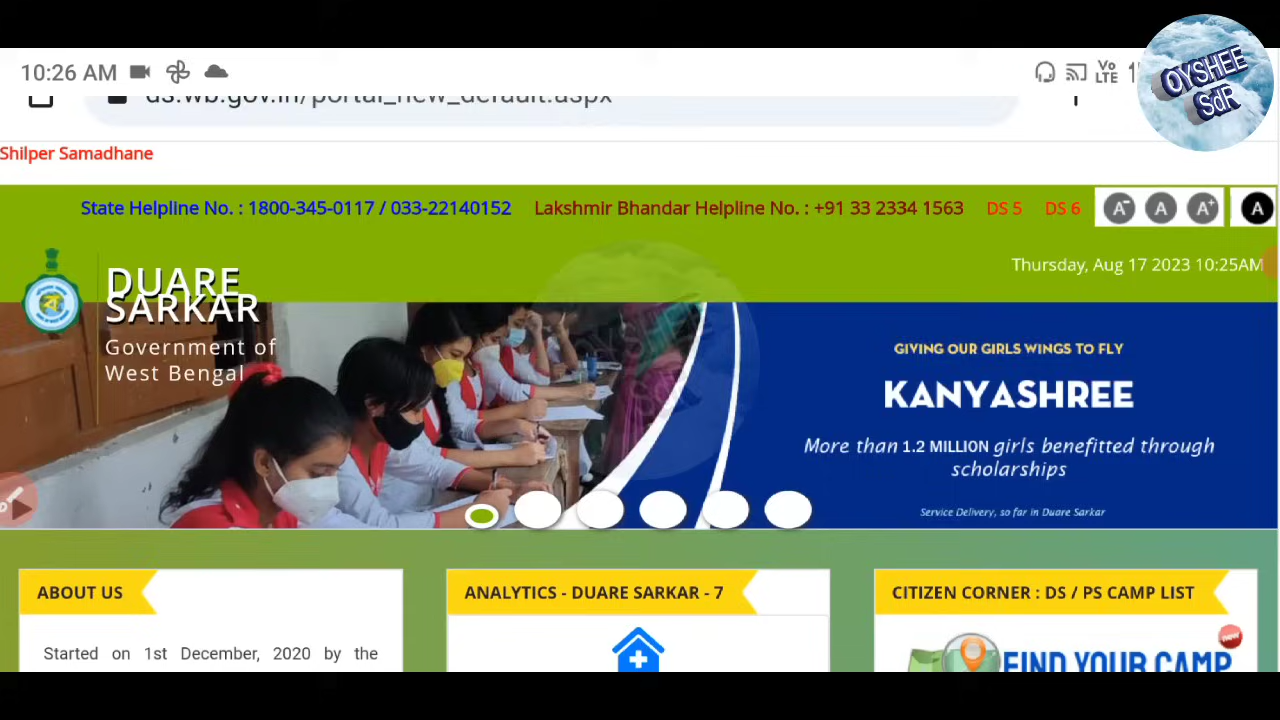 10:26 AM
Vo LTE
ds.wb.gov.in/portal_new_default.aspx
OYSHEE
SdR
Shilper Samadhane
State Helpline No. : 1800-345-0117 / 033-22140152 Lakshmir Bhandar Helpline No. : +91 33 2334 1563 DS 5 DS 6 A- A A+ A
Thursday, Aug 17 2023 10:25AM
DUARE
SARKAR
Government of
West Bengal
GIVING OUR GIRLS WINGS TO FLY
KANYASHREE
More than 1.2 MILLION girls benefitted through
scholarships
Service Delivery, so far in Duare Sarkar
ABOUT US
ANALYTICS - DUARE SARKAR - 7
CITIZEN CORNER : DS / PS CAMP LIST
Started on 1st December, 2020 by the
new
FIND YOUR CAMP